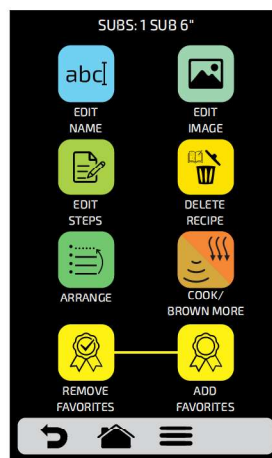 SUBS: 1 SUB 6"
abc
EDIT
NAME
EDIT
IMAGE
EDIT
STEPS
DELETE
RECIPE
ARRANGE
COOK/
BROWN MORE
REMOVE
FAVORITES
ADD
FAVORITES